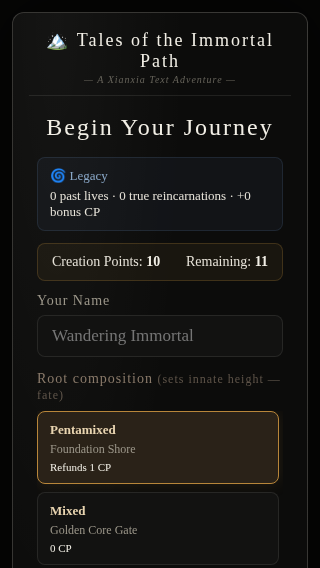 Tales of the Immortal
Path
— A Xianxia Text Adventure —
Begin Your Journey
Legacy
0 past lives · 0 true reincarnations · +0
bonus CP
Creation Points: 10 Remaining: 11
Your Name
Wandering Immortal
Root composition (sets innate height —
fate)
Pentamixed
Foundation Shore
Refunds 1 CP
Mixed
Golden Core Gate
0 CP